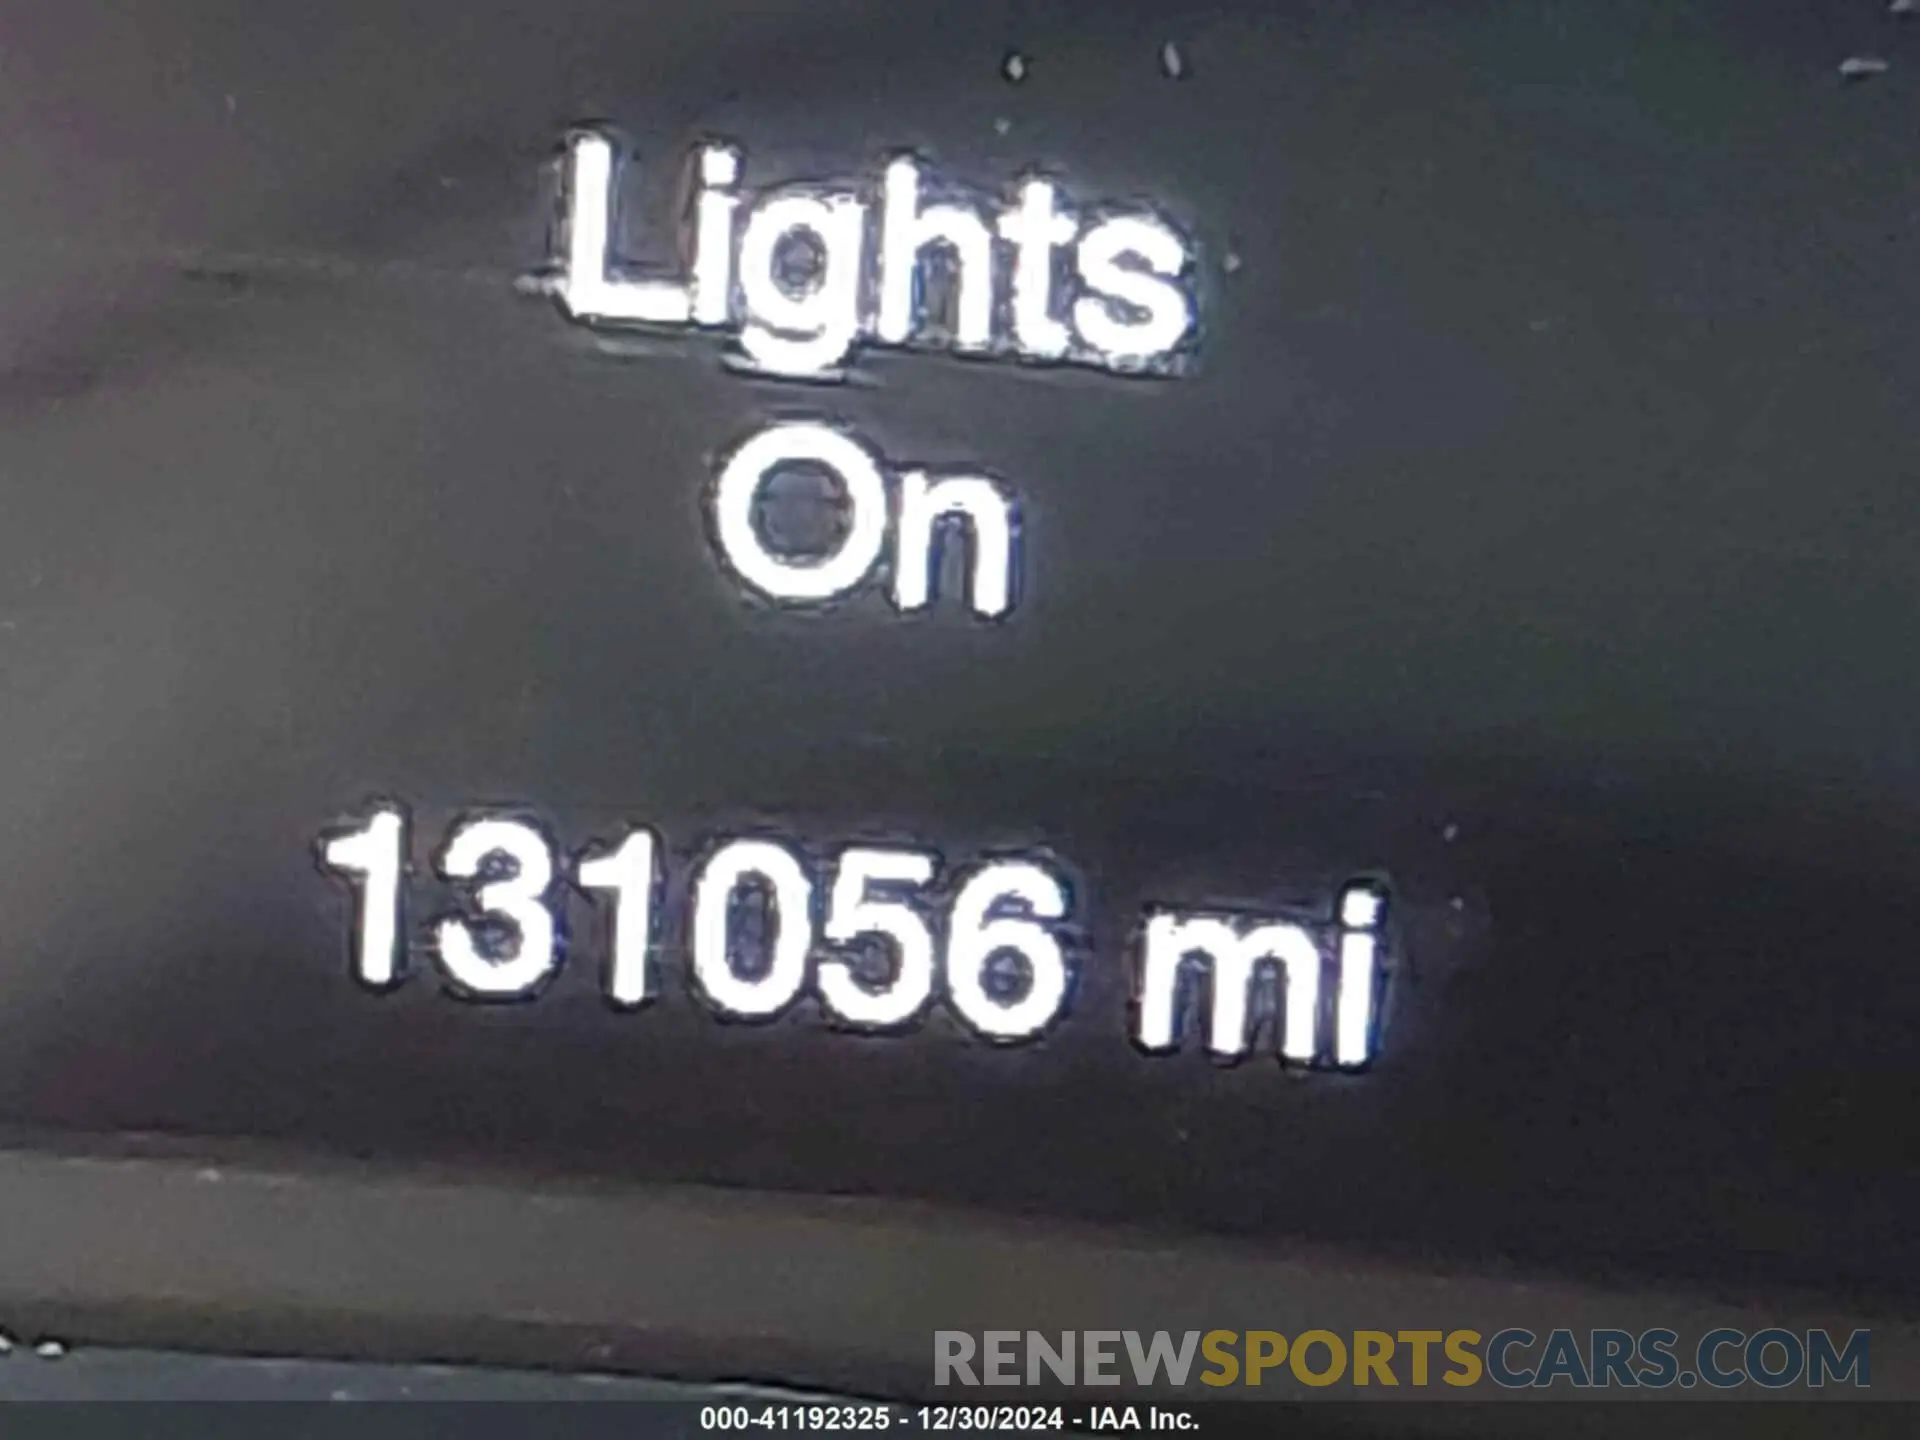 Lights
On
131056 mi
RENEWSPORTSCARS.COM
000-41192325 - 12/30/2024 - IAA Inc.